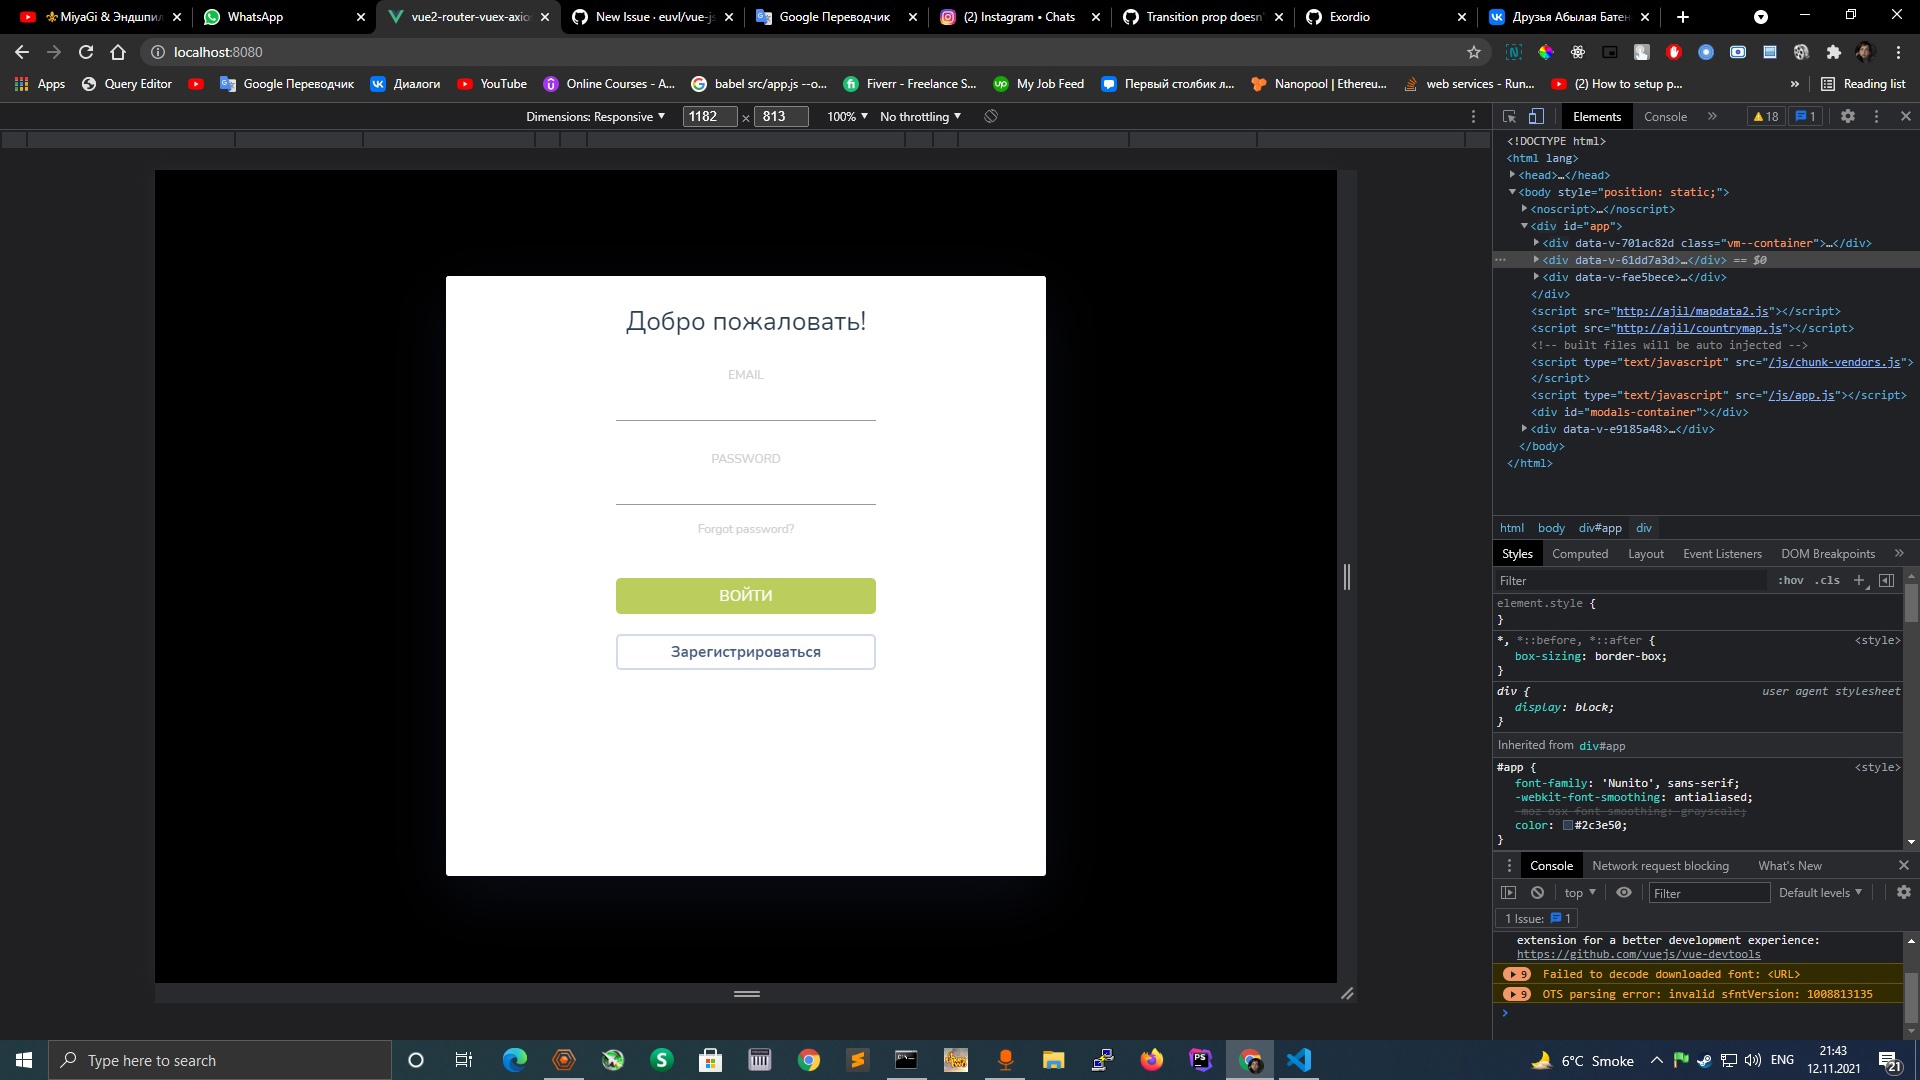 ⚜ MiyaGi & Эндшпил
WhatsApp
vue2-router-vuex-axio
New Issue · euvl/vue-js
Google Переводчик
(2) Instagram • Chats
Transition prop doesn'
Exordio
Друзья Абылая Батен
localhost:8080
Apps
Query Editor
Google Переводчик
Диалоги
YouTube
Online Courses - A...
babel src/app.js --o...
Fiverr - Freelance S...
My Job Feed
Первый столбик л...
Nanopool | Ethereu...
web services - Run...
(2) How to setup p...
»
Reading list
Dimensions: Responsive ▼ 1182 × 813 100% ▼ No throttling ▼
Elements Console » 18 1
<!DOCTYPE html>
<html lang>
<head>…</head>
<body style="position: static;">
<noscript>…</noscript>
<div id="app">
<div data-v-701ac82d class="vm--container">…</div>
<div data-v-61dd7a3d>…</div> == $0
<div data-v-fae5bece>…</div>
</div>
<script src="http://ajil/mapdata2.js"></script>
<script src="http://ajil/countrymap.js"></script>
<!-- built files will be auto injected -->
<script type="text/javascript" src="/js/chunk-vendors.js">
</script>
<script type="text/javascript" src="/js/app.js"></script>
<div id="modals-container"></div>
<div data-v-e9185a48>…</div>
</body>
</html>
html body div#app div
Styles Computed Layout Event Listeners DOM Breakpoints »
Filter :hov .cls
element.style {
}
*, *::before, *::after { <style>
box-sizing: border-box;
}
div { user agent stylesheet
display: block;
}
Inherited from div#app
#app { <style>
font-family: 'Nunito', sans-serif;
-webkit-font-smoothing: antialiased;
-moz-osx-font-smoothing: grayscale;
color: #2c3e50;
}
Console Network request blocking What's New
top ▼ Filter Default levels ▼
1 Issue: 1
extension for a better development experience:
https://github.com/vuejs/vue-devtools
9 Failed to decode downloaded font: <URL>
9 OTS parsing error: invalid sfntVersion: 1008813135
Добро пожаловать!
EMAIL
PASSWORD
Forgot password?
ВОЙТИ
Зарегистрироваться
Type here to search
6°C Smoke
ENG
21:43
12.11.2021
21